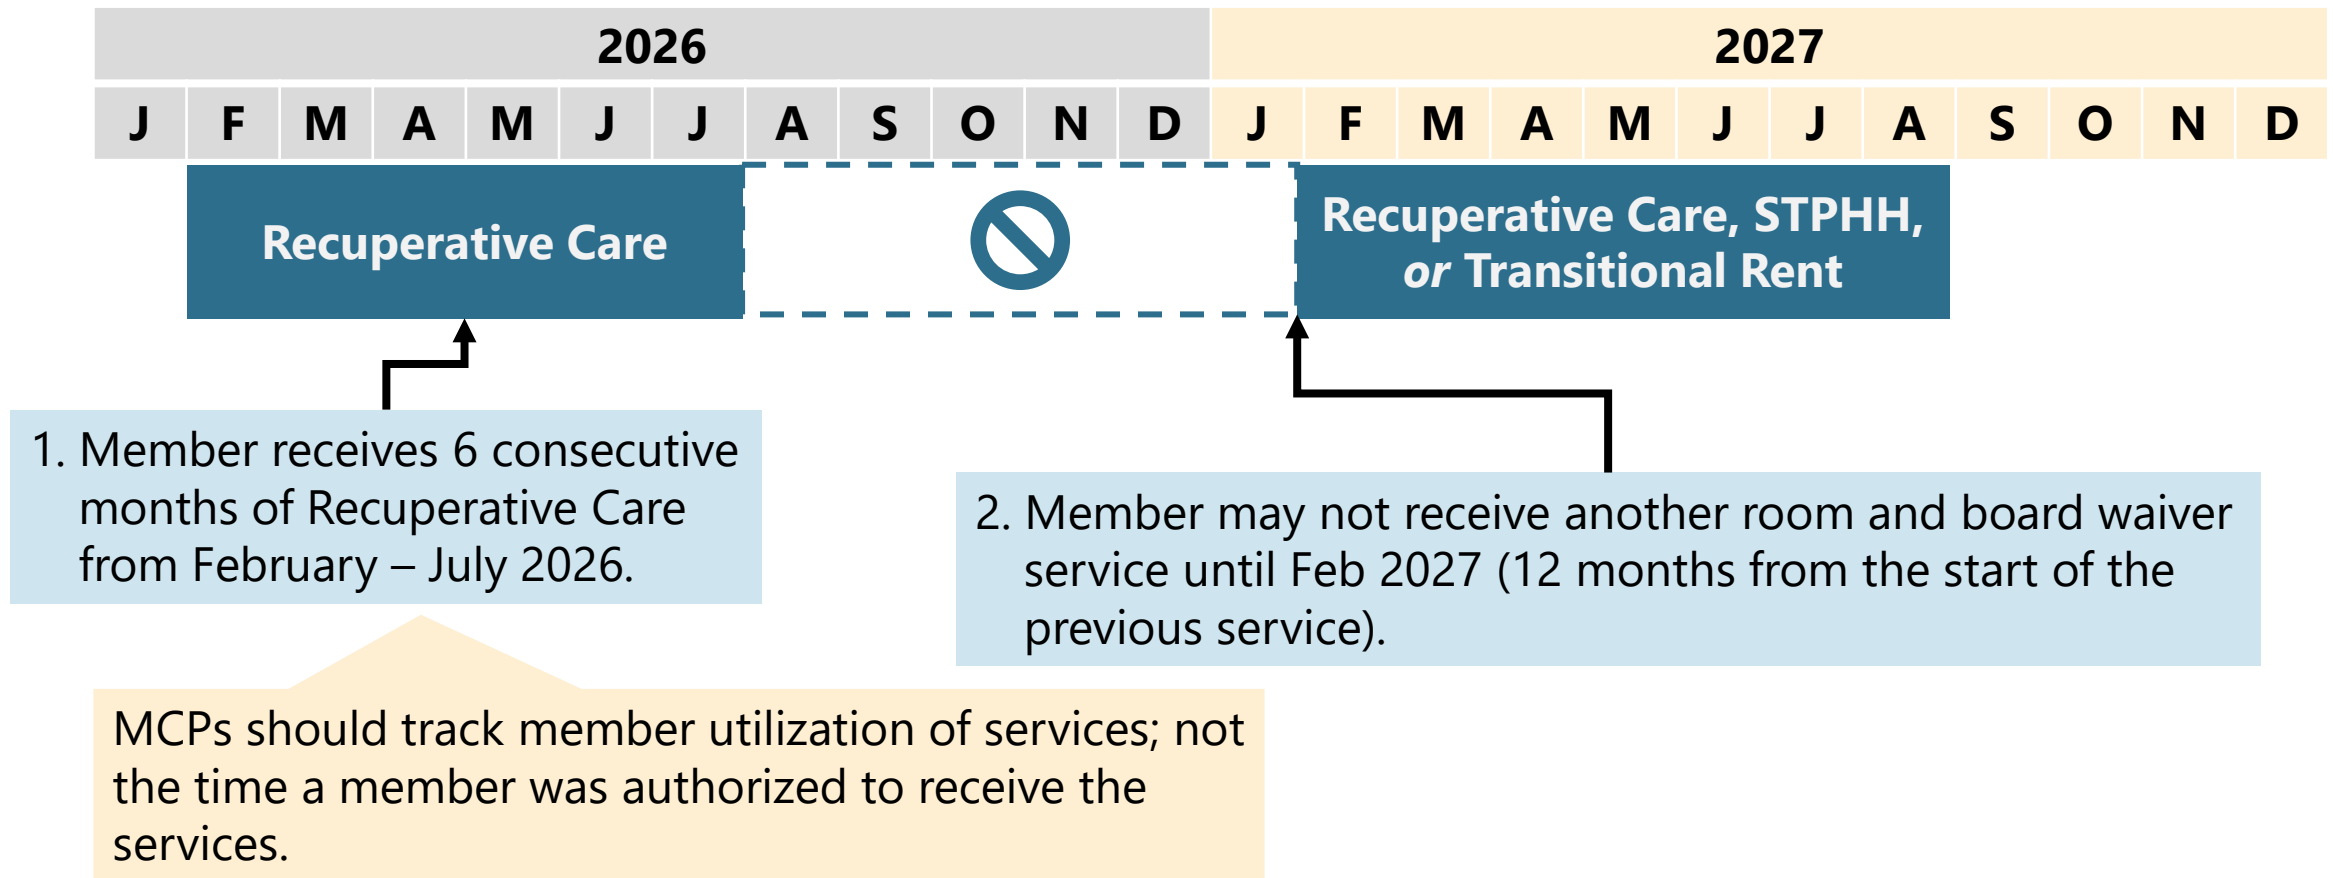 2026 2027
J F M A M J J A S O N D J F M A M J J A S O N D
Recuperative Care
Recuperative Care, STPHH,
or Transitional Rent
1. Member receives 6 consecutive
months of Recuperative Care
from February – July 2026.
2. Member may not receive another room and board waiver
service until Feb 2027 (12 months from the start of the
previous service).
MCPs should track member utilization of services; not
the time a member was authorized to receive the
services.